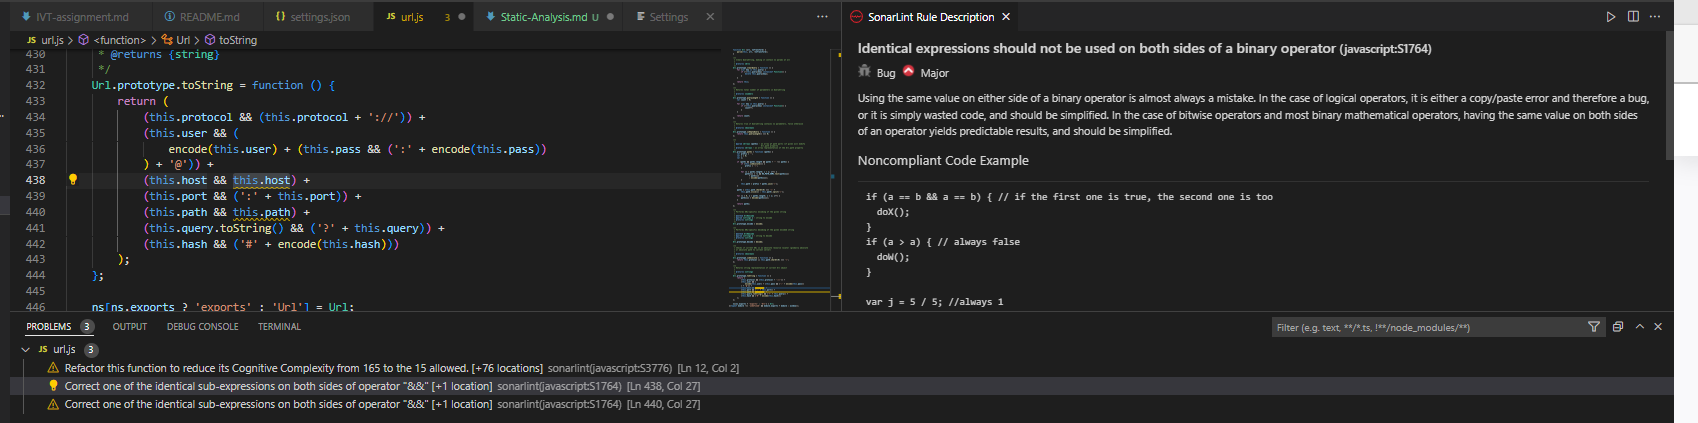 IVT-assignment.md
README.md
settings.json
JS url.js 3
Static-Analysis.md U
Settings
JS url.js > <function> > Url > toString
430 * @returns {string}
431 */
432 Url.prototype.toString = function () {
433 return (
434 (this.protocol && (this.protocol + '://')) +
435 (this.user && (
436 encode(this.user) + (this.pass && (':' + encode(this.pass))
437 ) + '@')) +
438 (this.host && this.host) +
439 (this.port && (':' + this.port)) +
440 (this.path && this.path) +
441 (this.query.toString() && ('?' + this.query)) +
442 (this.hash && ('#' + encode(this.hash)))
443 );
444 };
445
446 ns[ns.exports ? 'exports' : 'Url'] = Url;
SonarLint Rule Description
Identical expressions should not be used on both sides of a binary operator (javascript:S1764)
Bug Major
Using the same value on either side of a binary operator is almost always a mistake. In the case of logical operators, it is either a copy/paste error and therefore a bug,
or it is simply wasted code, and should be simplified. In the case of bitwise operators and most binary mathematical operators, having the same value on both sides
of an operator yields predictable results, and should be simplified.
Noncompliant Code Example
if (a == b && a == b) { // if the first one is true, the second one is too
doX();
}
if (a > a) { // always false
doW();
}
var j = 5 / 5; //always 1
PROBLEMS 3 OUTPUT DEBUG CONSOLE TERMINAL
Filter (e.g. text, **/*.ts, !**/node_modules/**)
JS url.js 3
Refactor this function to reduce its Cognitive Complexity from 165 to the 15 allowed. [+76 locations] sonarlint(javascript:S3776) [Ln 12, Col 2]
Correct one of the identical sub-expressions on both sides of operator "&&" [+1 location] sonarlint(javascript:S1764) [Ln 438, Col 27]
Correct one of the identical sub-expressions on both sides of operator "&&" [+1 location] sonarlint(javascript:S1764) [Ln 440, Col 27]